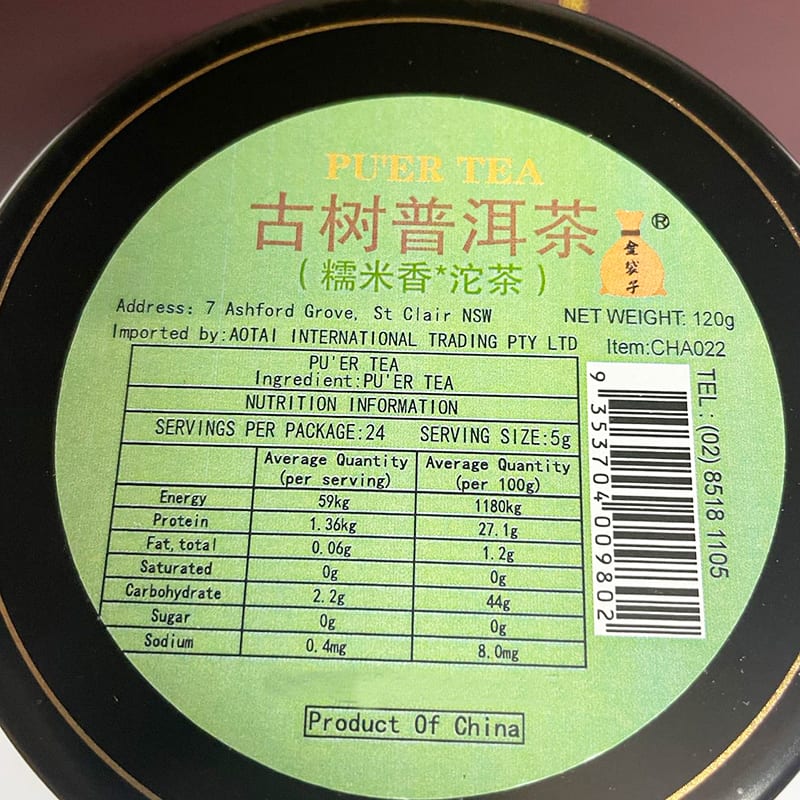 PU'ER TEA
古树普洱茶
®
金袋子
(糯米香*沱茶)
Address: 7 Ashford Grove, St Clair NSW
NET WEIGHT: 120g
Imported by:AOTAI INTERNATIONAL TRADING PTY LTD
Item:CHA022
PU'ER TEA
Ingredient:PU'ER TEA
NUTRITION INFORMATION
SERVINGS PER PACKAGE:24 SERVING SIZE:5g
Average Quantity (per serving) Average Quantity (per 100g)
Energy 59kg 1180kg
Protein 1.36kg 27.1g
Fat,total 0.06g 1.2g
Saturated 0g 0g
Carbohydrate 2.2g 44g
Sugar 0g 0g
Sodium 0.4mg 8.0mg
9 353704 009802
TEL: (02) 8518 1105
Product Of China